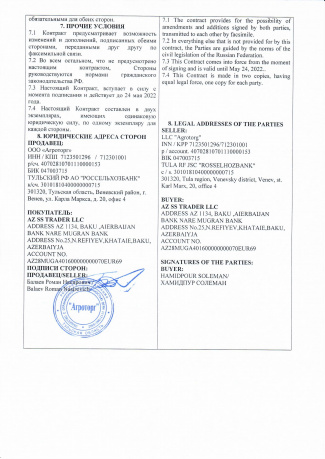 обязательными для обеих сторон.
7. ПРОЧИЕ УСЛОВИЯ
7.1 Контракт предусматривает возможность
изменений и дополнений, подписанных обеими
сторонами, переданными друг другу по
факсимильной связи.
7.2 Во всем остальном, что не предусмотрено
настоящим контрактом, Стороны
руководствуются нормами гражданского
законодательства РФ.
7.3 Настоящий Контракт, вступает в силу с
момента подписания и действует до 24 мая 2022
года.
7.4 Настоящий Контракт составлен в двух
экземплярах, имеющих одинаковую
юридическую силу, по одному экземпляру для
каждой стороны.
8. ЮРИДИЧЕСКИЕ АДРЕСА СТОРОН
ПРОДАВЕЦ:
ООО «Агроторг»
ИНН / КПП 7123501296 / 712301001
р/сч. 40702810701110000153
БИК 047003715
ТУЛЬСКИЙ РФ АО "РОССЕЛЬХОЗБАНК"
к/сч. 30101810400000000715
301320, Тульская область, Веневский район, г.
Венев, ул. Карла Маркса, д. 20, офис 4
ПОКУПАТЕЛЬ:
AZ SS TRADER LLC
ADDRESS AZ 1134, BAKU ,AIERBAIJAN
BANK NARE MUGRAN BANK
ADDRESS No.25,N.REFIYEV,KHATAIE,BAKU,
AZERBAIYJA
ACCOUNT NO.
AZ28MUGA40160000000070EUR69
ПОДПИСИ СТОРОН:
ПРОДАВЕЦ/SELLER:
Балаев Роман
Balaev Roman
"Агроторг"
7.1 The contract provides for the possibility of
amendments and additions signed by both parties,
transmitted to each other by facsimile.
7.2 In everything else that is not provided for by this
contract, the Parties are guided by the norms of the
civil legislation of the Russian Federation.
7.3 This Contract comes into force from the moment
of signing and is valid until May 24, 2022..
7.4 This Contract is made in two copies, having
equal legal force, one copy for each party.
8. LEGAL ADDRESSES OF THE PARTIES
SELLER:
LLC "Agrotorg"
INN / KPP 7123501296/712301001
p / account. 40702810701110000153
BIK 047003715
TULA RF JSC "ROSSELHOZBANK"
c / s. 30101810400000000715
301320, Tula region, Venevsky district, Venev, st.
Karl Marx, 20, office 4
BUYER:
AZ SS TRADER LLC
ADDRESS AZ 1134, BAKU ,AIERBAIJAN
BANK NARE MUGRAN BANK
ADDRESS No.25,N.REFIYEV,KHATAIE,BAKU,
AZERBAIYJA
ACCOUNT NO.
AZ28MUGA40160000000070EUR69
SIGNATURES OF THE PARTIES:
BUYER:
HAMIDPOUR SOLEMAN/
ХАМИДПУР СОЛЕМАН